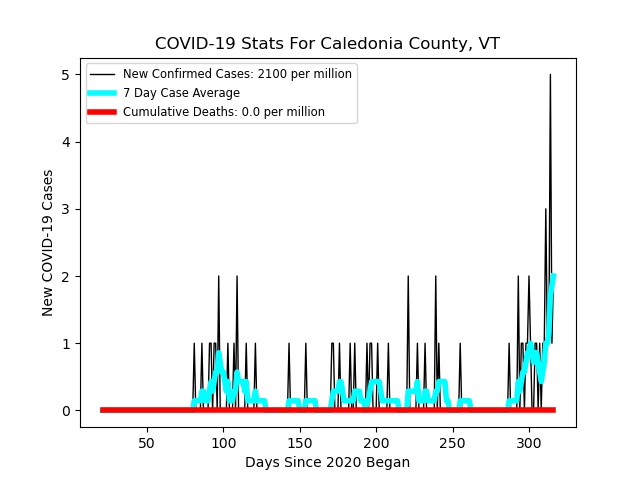 COVID-19 Stats For Caledonia County, VT
New Confirmed Cases: 2100 per million
7 Day Case Average
Cumulative Deaths: 0.0 per million
New COVID-19 Cases
5
4
3
2
1
0
50 100 150 200 250 300
Days Since 2020 Began